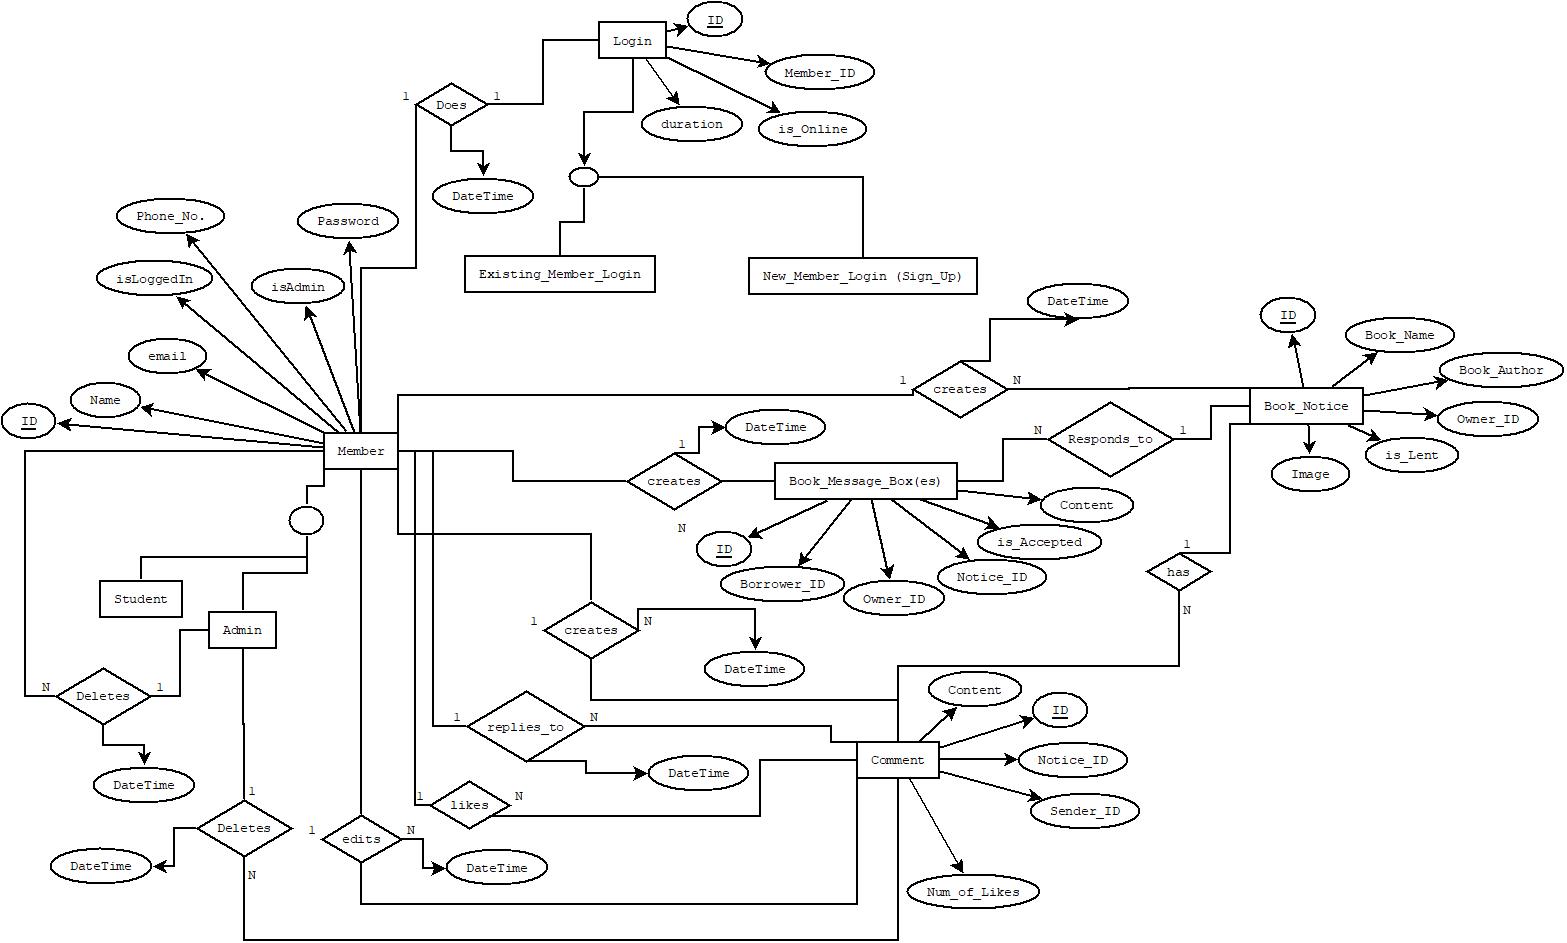 ID
Login
Member_ID
1
Does
1
duration
is_Online
DateTime
Phone_No.
Password
isLoggedIn
isAdmin
Existing_Member_Login
New_Member_Login (Sign_Up)
DateTime
ID
Book_Name
email
Book_Author
1
creates
N
Name
Book_Notice
ID
Owner_ID
DateTime
N
Responds_to
1
1
Member
is_Lent
Image
creates
Book_Message_Box(es)
Content
N
is_Accepted
ID
1
has
Borrower_ID
Notice_ID
Owner_ID
N
Student
Admin
1
creates
N
DateTime
N
Deletes
1
Content
ID
1
replies_to
N
Notice_ID
Comment
DateTime
DateTime
1
1
likes
N
Sender_ID
Deletes
1
edits
N
DateTime
DateTime
N
Num_of_Likes